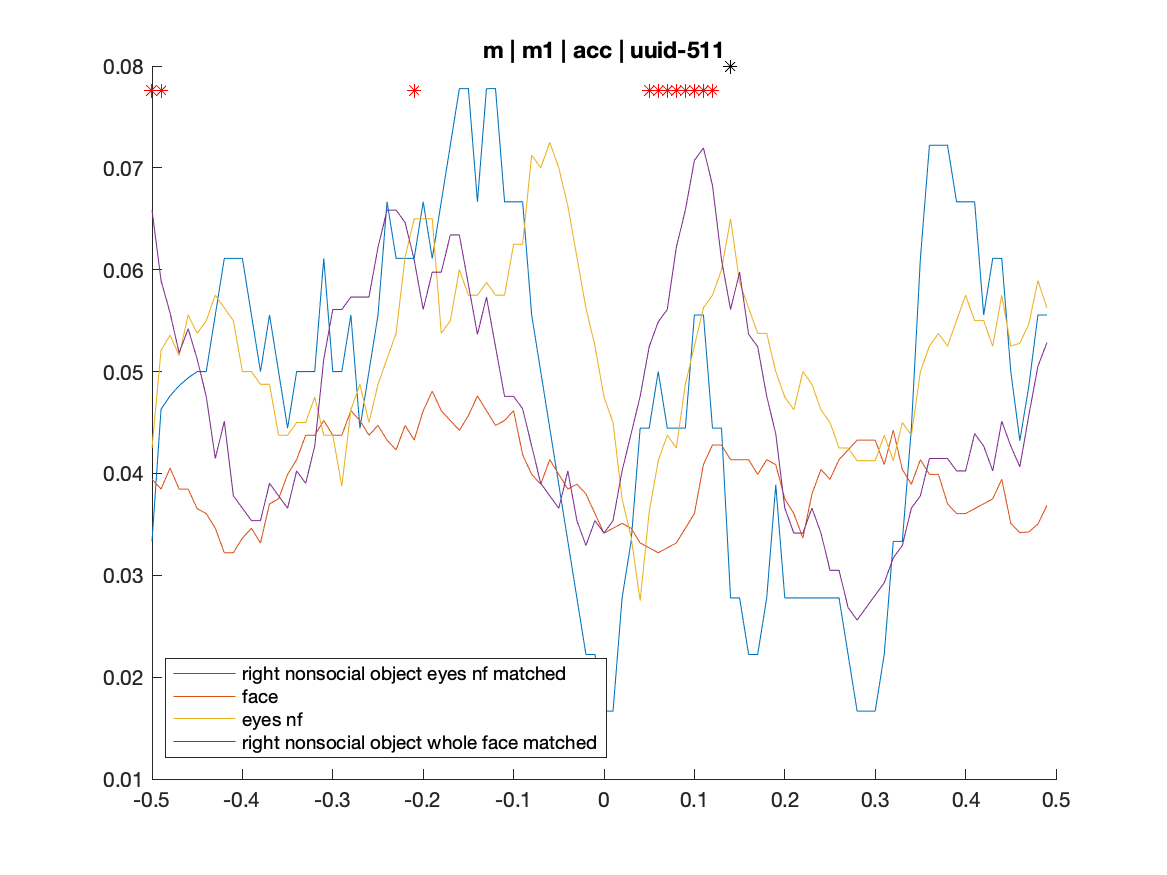 m | m1 | acc | uuid-511
0.08
0.07
0.06
0.05
0.04
0.03
0.02
0.01
right nonsocial object eyes nf matched
face
eyes nf
right nonsocial object whole face matched
-0.5 -0.4 -0.3 -0.2 -0.1 0 0.1 0.2 0.3 0.4 0.5